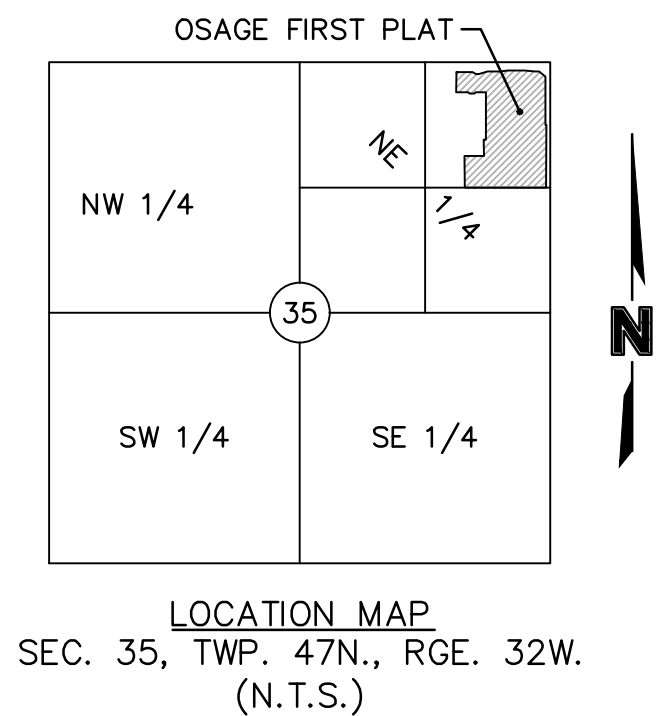 OSAGE FIRST PLAT
NE
1/4
NW 1/4
35
N
SW 1/4
SE 1/4
LOCATION MAP
SEC. 35, TWP. 47N., RGE. 32W.
(N.T.S.)